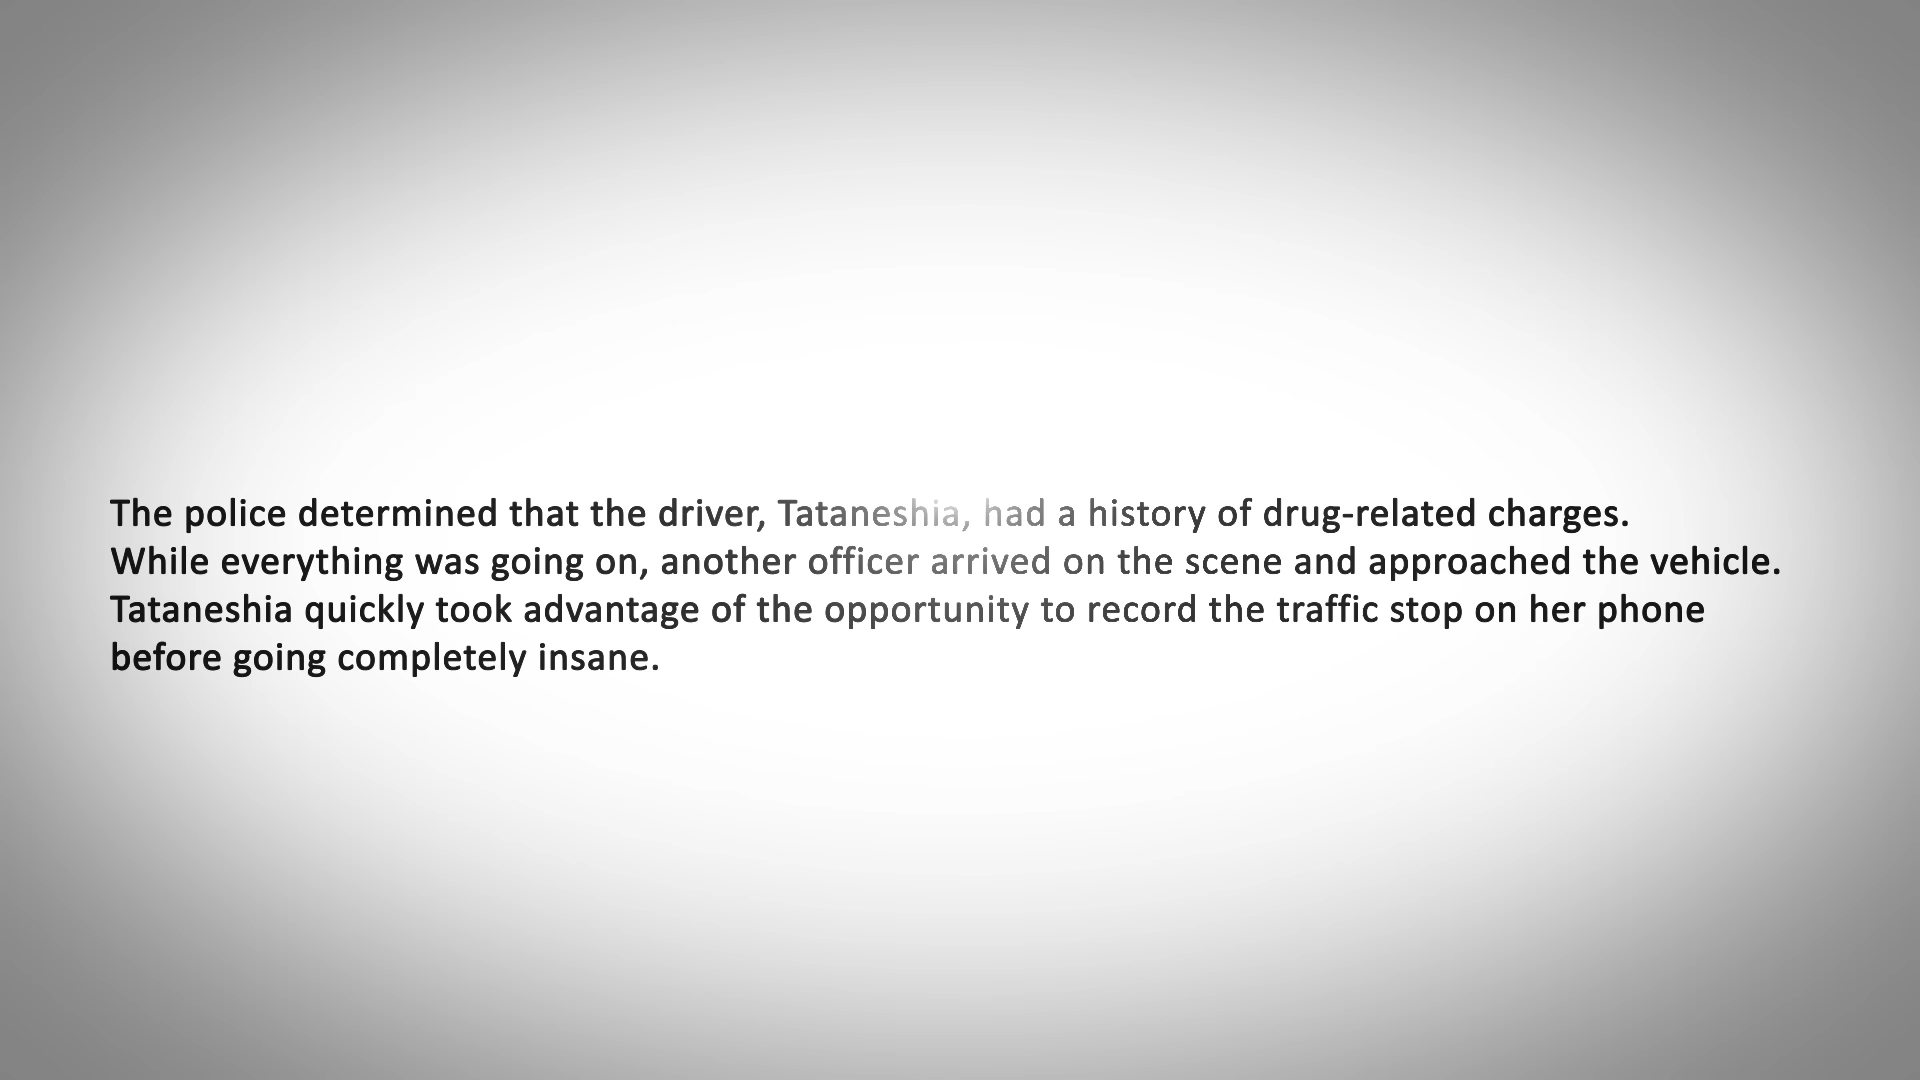 The police determined that the driver, Tataneshia, had a history of drug-related charges.
While everything was going on, another officer arrived on the scene and approached the vehicle.
Tataneshia quickly took advantage of the opportunity to record the traffic stop on her phone
before going completely insane.